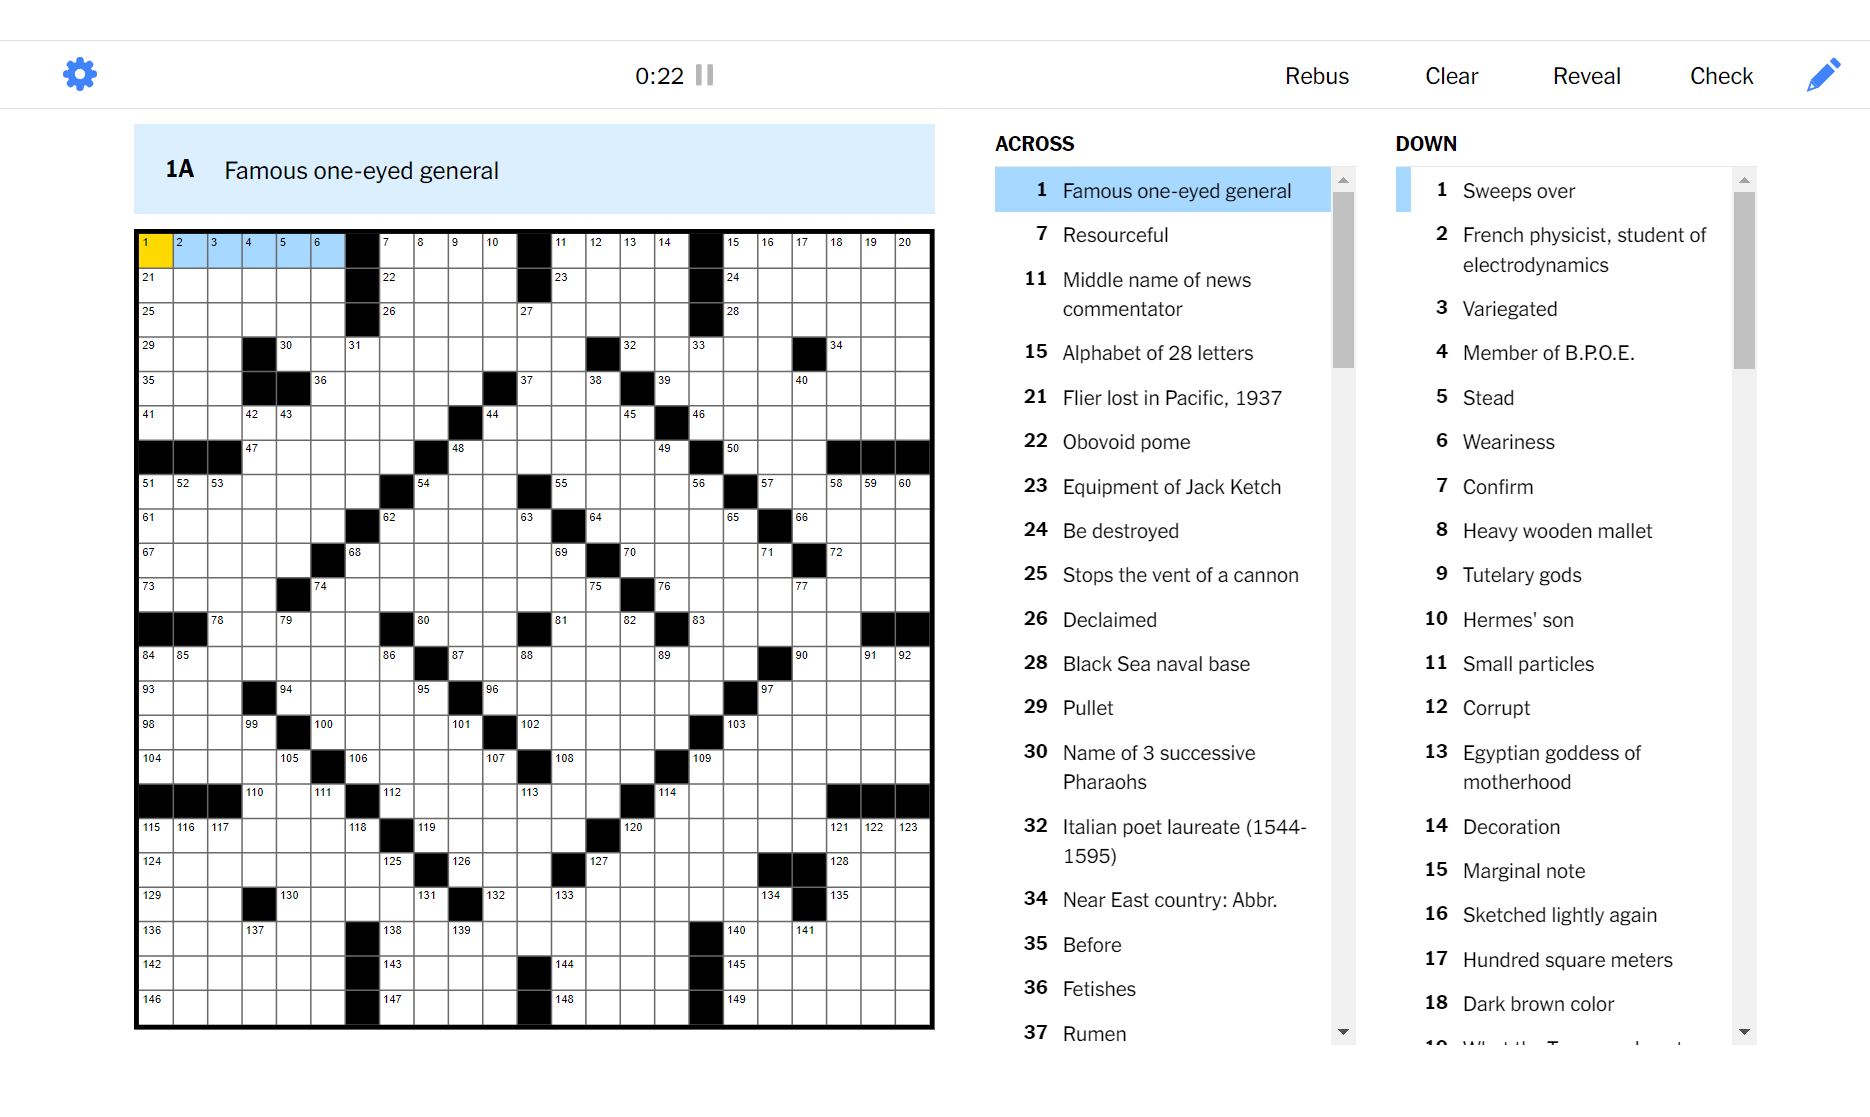 0:22
Rebus
Clear
Reveal
Check
1A Famous one-eyed general
1 2 3 4 5 6 7 8 9 10 11 12 13 14 15 16 17 18 19 20
21 22 23 24
25 26 27 28
29 30 31 32 33 34
35 36 37 38 39 40
41 42 43 44 45 46
47 48 49 50
51 52 53 54 55 56 57 58 59 60
61 62 63 64 65 66
67 68 69 70 71 72
73 74 75 76 77
78 79 80 81 82 83
84 85 86 87 88 89 90 91 92
93 94 95 96 97
98 99 100 101 102 103
104 105 106 107 108 109
110 111 112 113 114
115 116 117 118 119 120 121 122 123
124 125 126 127 128
129 130 131 132 133 134 135
136 137 138 139 140 141
142 143 144 145
146 147 148 149
ACROSS
1 Famous one-eyed general
7 Resourceful
11 Middle name of news
commentator
15 Alphabet of 28 letters
21 Flier lost in Pacific, 1937
22 Obovoid pome
23 Equipment of Jack Ketch
24 Be destroyed
25 Stops the vent of a cannon
26 Declaimed
28 Black Sea naval base
29 Pullet
30 Name of 3 successive
Pharaohs
32 Italian poet laureate (1544-
1595)
34 Near East country: Abbr.
35 Before
36 Fetishes
37 Rumen
DOWN
1 Sweeps over
2 French physicist, student of
electrodynamics
3 Variegated
4 Member of B.P.O.E.
5 Stead
6 Weariness
7 Confirm
8 Heavy wooden mallet
9 Tutelary gods
10 Hermes' son
11 Small particles
12 Corrupt
13 Egyptian goddess of
motherhood
14 Decoration
15 Marginal note
16 Sketched lightly again
17 Hundred square meters
18 Dark brown color